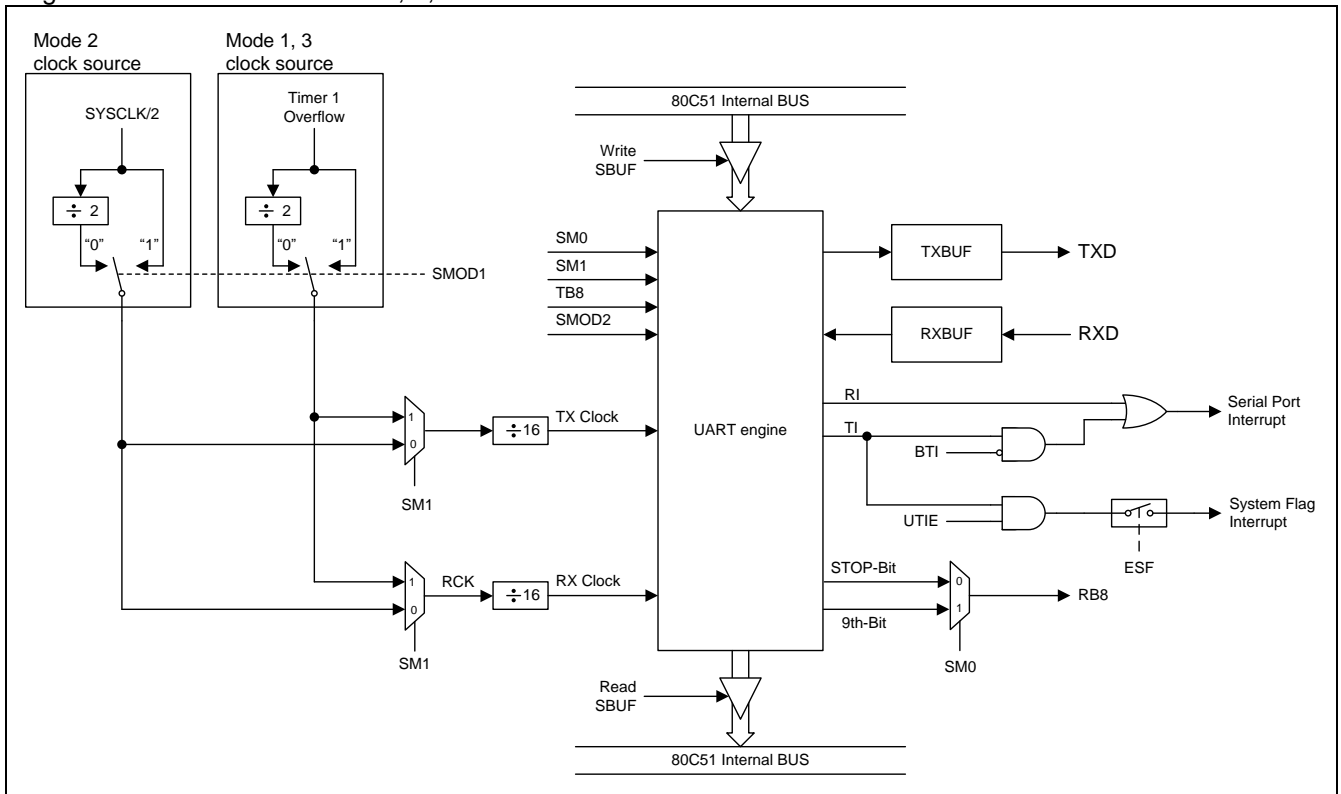 Mode 2
clock source
Mode 1, 3
clock source
SYSCLK/2
Timer 1
Overflow
÷ 2
÷ 2
“0”
“1”
“0”
“1”
SMOD1
80C51 Internal BUS
Write
SBUF
SM0
SM1
TB8
SMOD2
TXBUF
TXD
RXBUF
RXD
1
0
SM1
÷16
TX Clock
UART engine
RI
TI
BTI
Serial Port
Interrupt
UTIE
System Flag
Interrupt
ESF
1
0
SM1
RCK
÷16
RX Clock
STOP-Bit
9th-Bit
0
1
SM0
RB8
Read
SBUF
80C51 Internal BUS